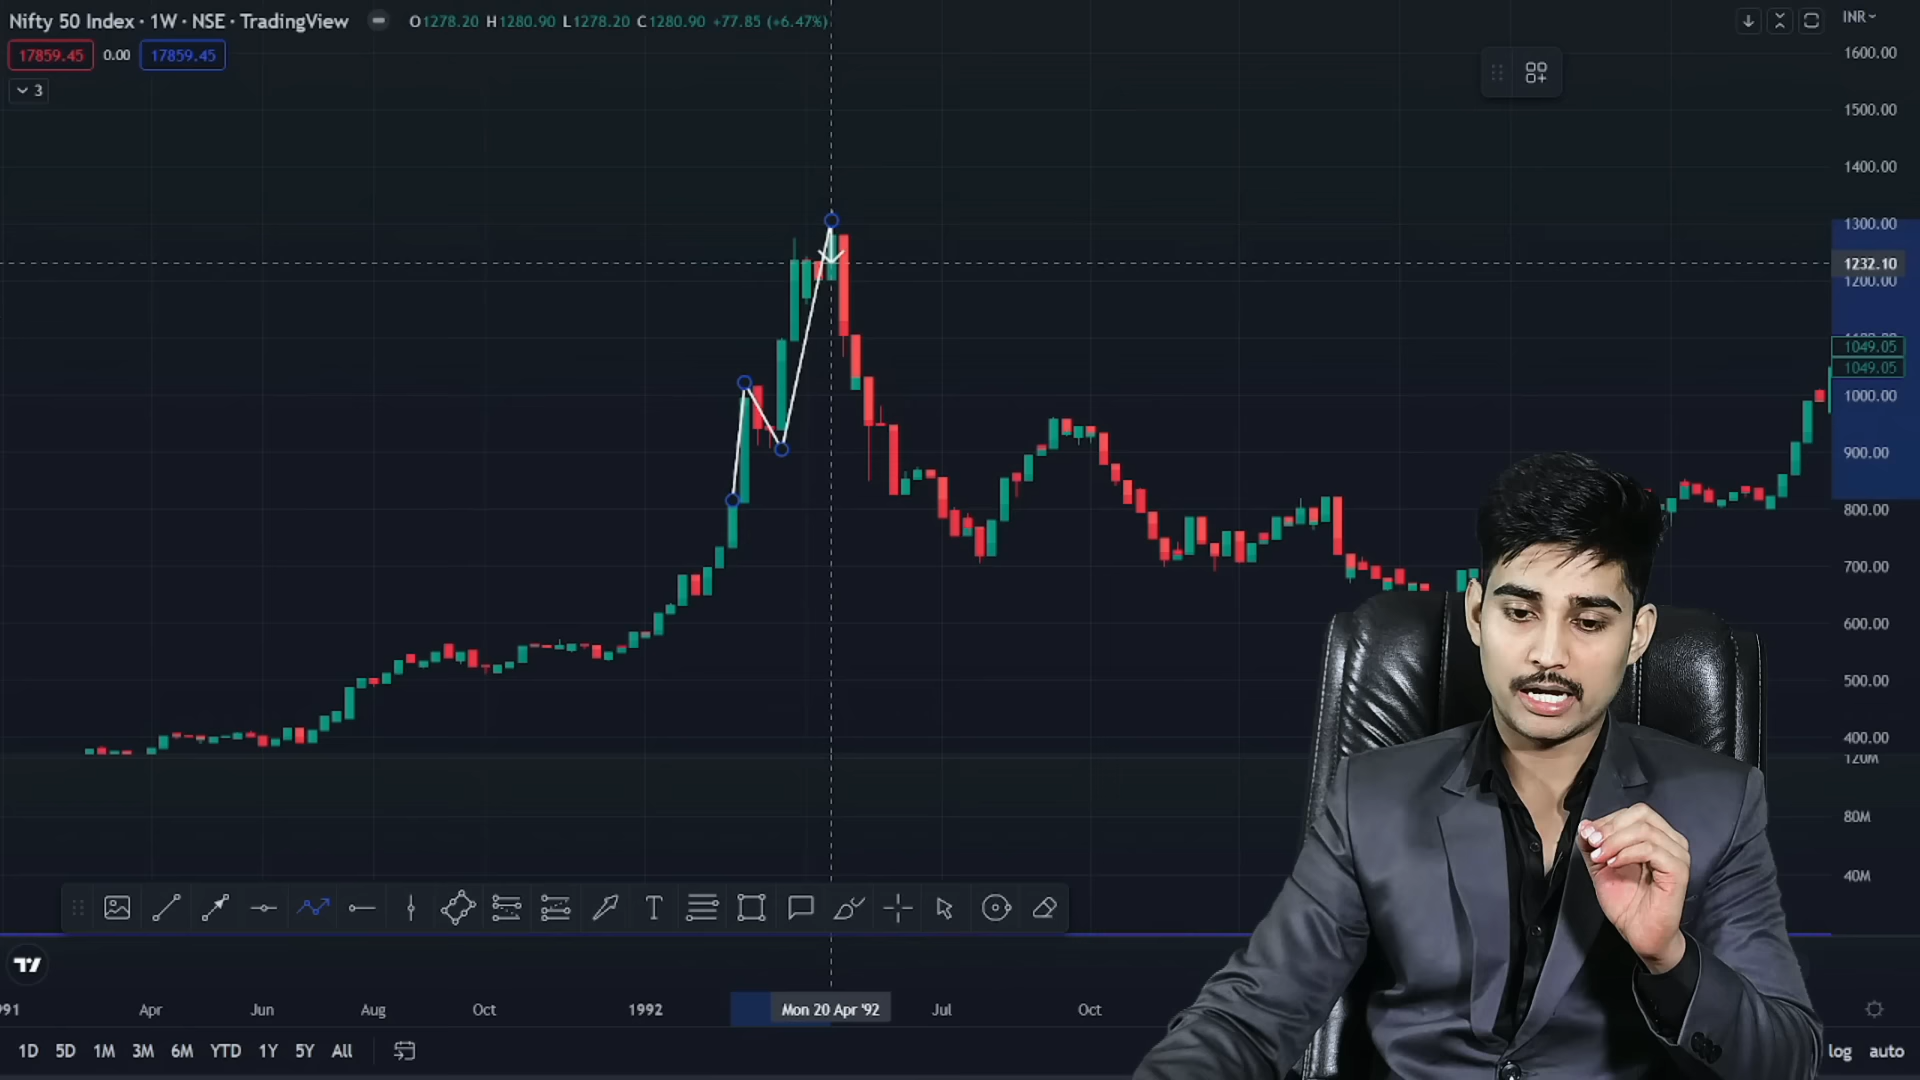 Nifty 50 Index · 1W · NSE · TradingView O1278.20 H1280.90 L1278.20 C1280.90 +77.85 (+6.47%)
INR
17859.45 0.00 17859.45
3
1600.00
1500.00
1400.00
1300.00
1232.10
1200.00
1049.05
1049.05
1000.00
900.00
800.00
700.00
600.00
500.00
400.00
120M
80M
40M
T
991 Apr Jun Aug Oct 1992 Mon 20 Apr '92 Jul Oct
1D 5D 1M 3M 6M YTD 1Y 5Y All log auto